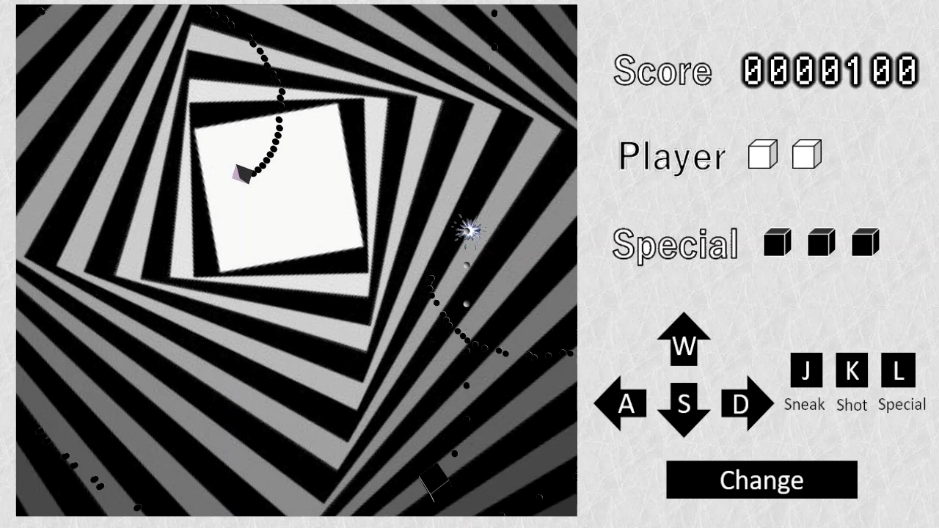 Score 0000100
Player
Special
W
A S D
J K L
Sneak Shot Special
Change